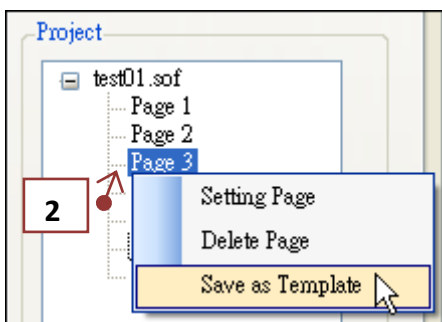 Project
test01.sof
Page 1
Page 2
Page 3
2
Setting Page
Delete Page
Save as Template